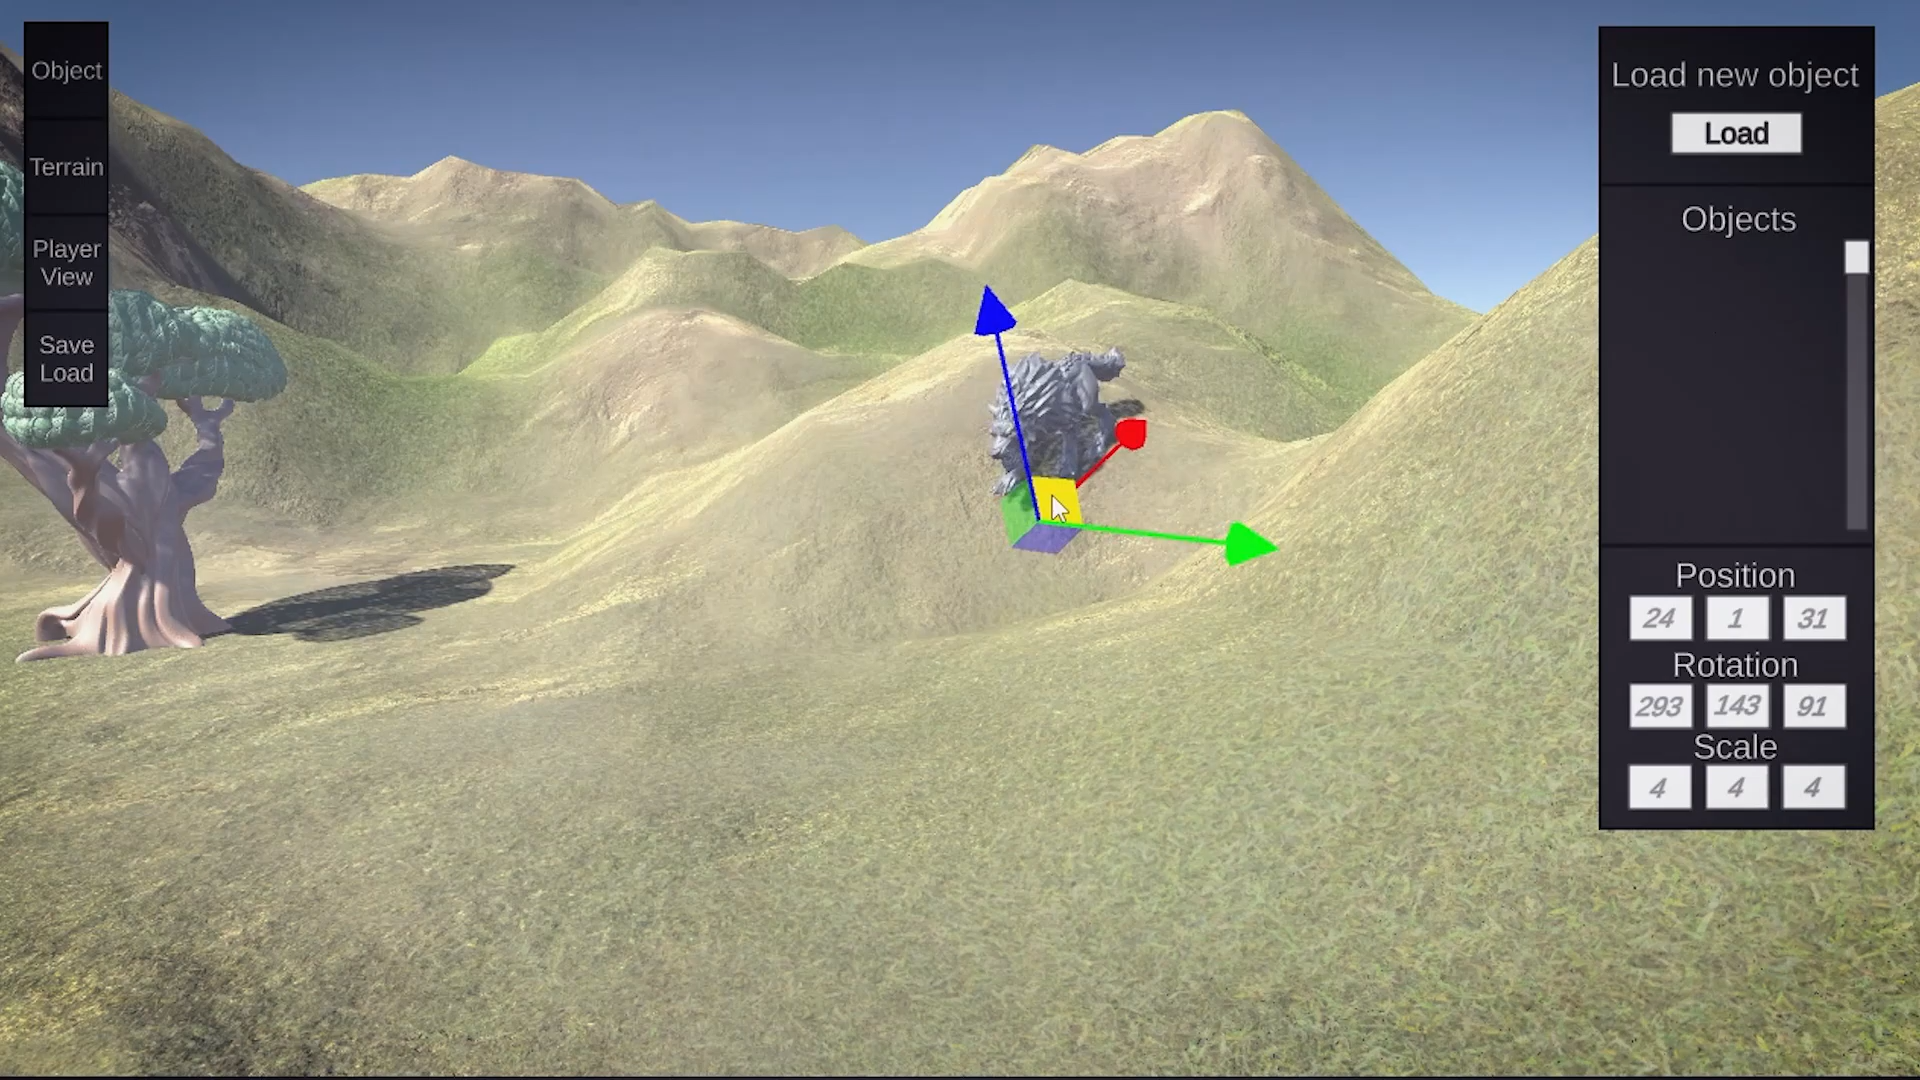 Object
Terrain
Player
View
Save
Load
Load new object
Load
Objects
Position
24 1 31
Rotation
293 143 91
Scale
4 4 4